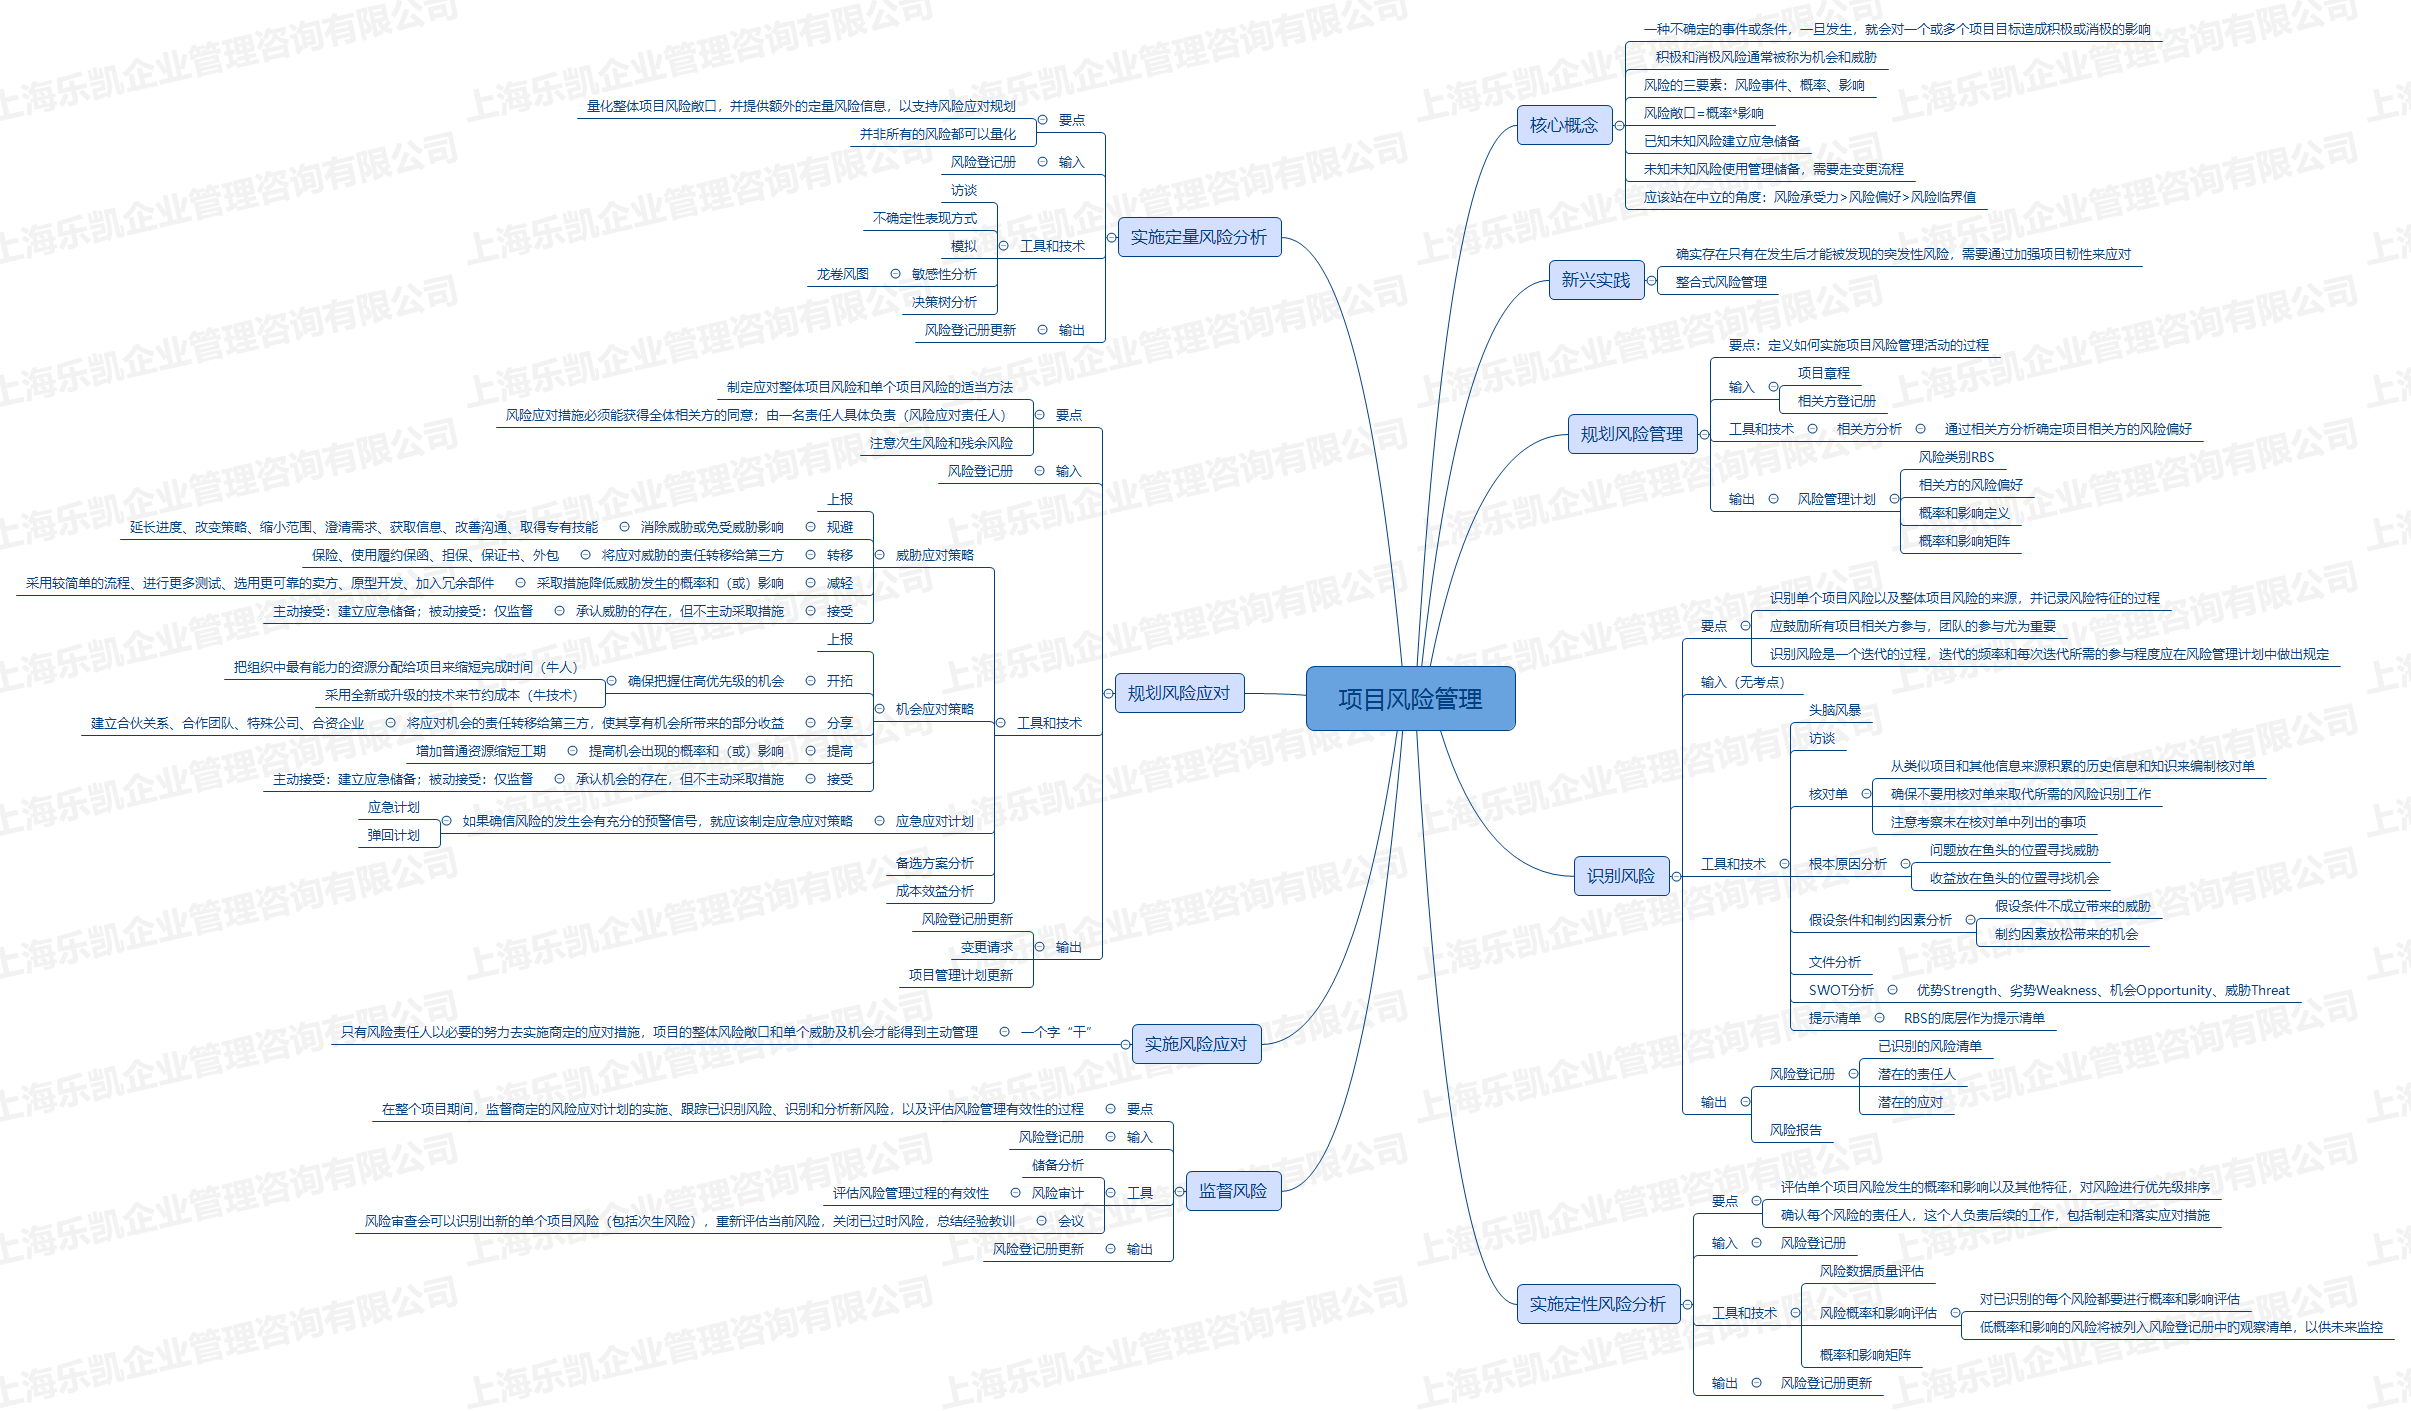 项目风险管理
核心概念
一种不确定的事件或条件，一旦发生，就会对一个或多个项目目标造成积极或消极的影响
积极和消极风险通常被称为机会和威胁
风险的三要素：风险事件、概率、影响
风险敞口=概率*影响
已知未知风险建立应急储备
未知未知风险使用管理储备，需要走变更流程
应该站在中立的角度：风险承受力>风险偏好>风险临界值
新兴实践
确实存在只有在发生后才能被发现的突发性风险，需要通过加强项目韧性来应对
整合式风险管理
规划风险管理
要点：定义如何实施项目风险管理活动的过程
输入
项目章程
相关方登记册
工具和技术
相关方分析
通过相关方分析确定项目相关方的风险偏好
输出
风险管理计划
风险类别RBS
相关方的风险偏好
概率和影响定义
概率和影响矩阵
识别风险
要点
识别单个项目风险以及整体项目风险的来源，并记录风险特征的过程
应鼓励所有项目相关方参与，团队的参与尤为重要
识别风险是一个迭代的过程，迭代的频率和每次迭代所需的参与程度应在风险管理计划中做出规定
输入（无考点）
工具和技术
头脑风暴
访谈
核对单
从类似项目和其他信息来源积累的历史信息和知识来编制核对单
确保不要用核对单来取代所需的风险识别工作
注意考察未在核对单中列出的事项
根本原因分析
问题放在鱼头的位置寻找威胁
收益放在鱼头的位置寻找机会
假设条件和制约因素分析
假设条件不成立带来的威胁
制约因素放松带来的机会
文件分析
SWOT分析
优势Strength、劣势Weakness、机会Opportunity、威胁Threat
提示清单
RBS的底层作为提示清单
输出
风险登记册
已识别的风险清单
潜在的责任人
潜在的应对
风险报告
实施定性风险分析
要点
评估单个项目风险发生的概率和影响以及其他特征，对风险进行优先级排序
确认每个风险的责任人，这个人负责后续的工作，包括制定和落实应对措施
输入
风险登记册
工具和技术
风险数据质量评估
风险概率和影响评估
对已识别的每个风险都要进行概率和影响评估
低概率和影响的风险将被列入风险登记册中的观察清单，以供未来监控
概率和影响矩阵
输出
风险登记册更新
实施定量风险分析
要点
量化整体项目风险敞口，并提供额外的定量风险信息，以支持风险应对规划
并非所有的风险都可以量化
输入
风险登记册
工具和技术
访谈
不确定性表现方式
模拟
敏感性分析
龙卷风图
决策树分析
输出
风险登记册更新
规划风险应对
要点
制定应对整体项目风险和单个项目风险的适当方法
风险应对措施必须能获得全体相关方的同意；由一名责任人具体负责（风险应对责任人）
注意次生风险和残余风险
输入
风险登记册
工具和技术
威胁应对策略
上报
规避
消除威胁或免受威胁影响
延长进度、改变策略、缩小范围、澄清需求、获取信息、改善沟通、取得专有技能
转移
将应对威胁的责任转移给第三方
保险、使用履约保函、担保、保证书、外包
减轻
采取措施降低威胁发生的概率和（或）影响
采用较简单的流程、进行更多测试、选用更可靠的卖方、原型开发、加入冗余部件
接受
承认威胁的存在，但不主动采取措施
主动接受：建立应急储备；被动接受：仅监督
机会应对策略
上报
开拓
确保把握住高优先级的机会
把组织中最有能力的资源分配给项目来缩短完成时间（牛人）
采用全新或升级的技术来节约成本（牛技术）
分享
将应对机会的责任转移给第三方，使其享有机会所带来的部分收益
建立合伙关系、合作团队、特殊公司、合资企业
提高
提高机会出现的概率和（或）影响
增加普通资源缩短工期
接受
承认机会的存在，但不主动采取措施
主动接受：建立应急储备；被动接受：仅监督
应急应对计划
如果确信风险的发生会有充分的预警信号，就应该制定应急应对策略
应急计划
弹回计划
备选方案分析
成本效益分析
输出
风险登记册更新
变更请求
项目管理计划更新
实施风险应对
一个字“干”
只有风险责任人以必要的努力去实施商定的应对措施，项目的整体风险敞口和单个威胁及机会才能得到主动管理
监督风险
要点
在整个项目期间，监督商定的风险应对计划的实施、跟踪已识别风险、识别和分析新风险，以及评估风险管理有效性的过程
输入
风险登记册
工具
储备分析
风险审计
评估风险管理过程的有效性
会议
风险审查会可以识别出新的单个项目风险（包括次生风险），重新评估当前风险，关闭已过时风险，总结经验教训
输出
风险登记册更新
上海乐凯企业管理咨询有限公司